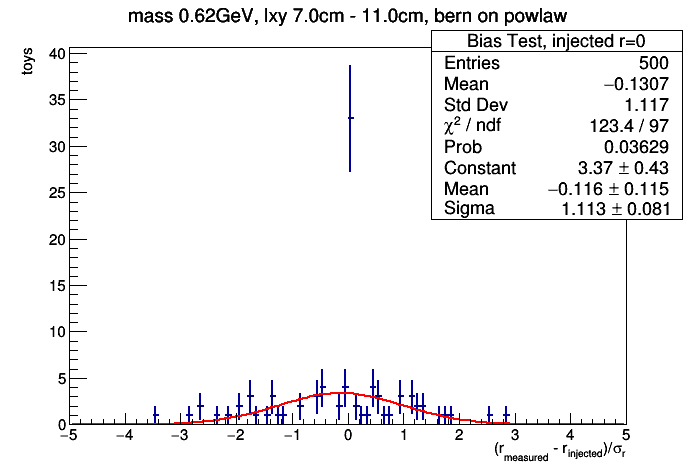 mass 0.62GeV, lxy 7.0cm - 11.0cm, bern on powlaw
Bias Test, injected r=0
Entries 500
Mean −0.1307
Std Dev 1.117
χ² / ndf 123.4 / 97
Prob 0.03629
Constant 3.37 ± 0.43
Mean −0.116 ± 0.115
Sigma 1.113 ± 0.081
toys
40
35
30
25
20
15
10
5
0
−5 −4 −3 −2 −1 0 1 2 3 4 5
(r_measured - r_injected)/σ_r